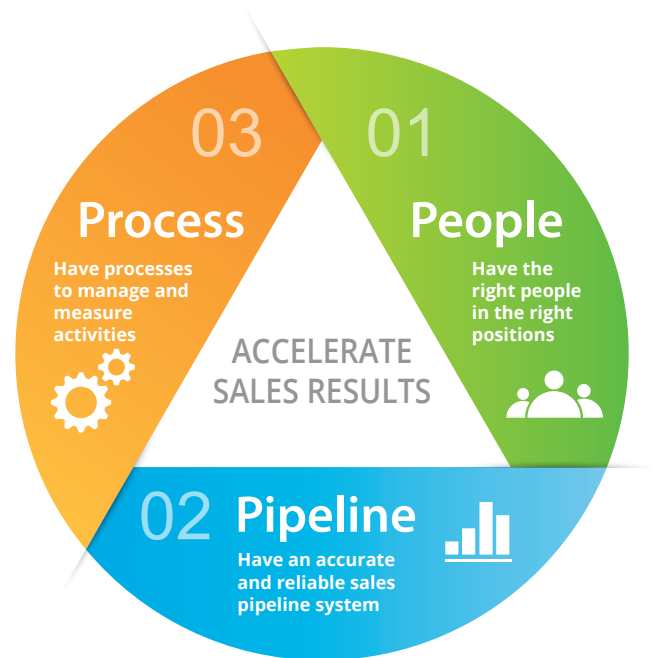 03
Process
Have processes
to manage and
measure
activities
01
People
Have the
right people
in the right
positions
ACCELERATE
SALES RESULTS
02
Pipeline
Have an accurate
and reliable sales
pipeline system